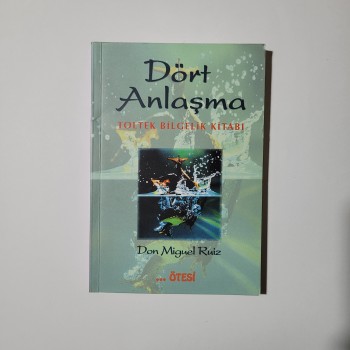 Dört
Anlaşma
TOLTEK BİLGELİK KİTABI
Don Miguel Ruiz
... ÖTESİ